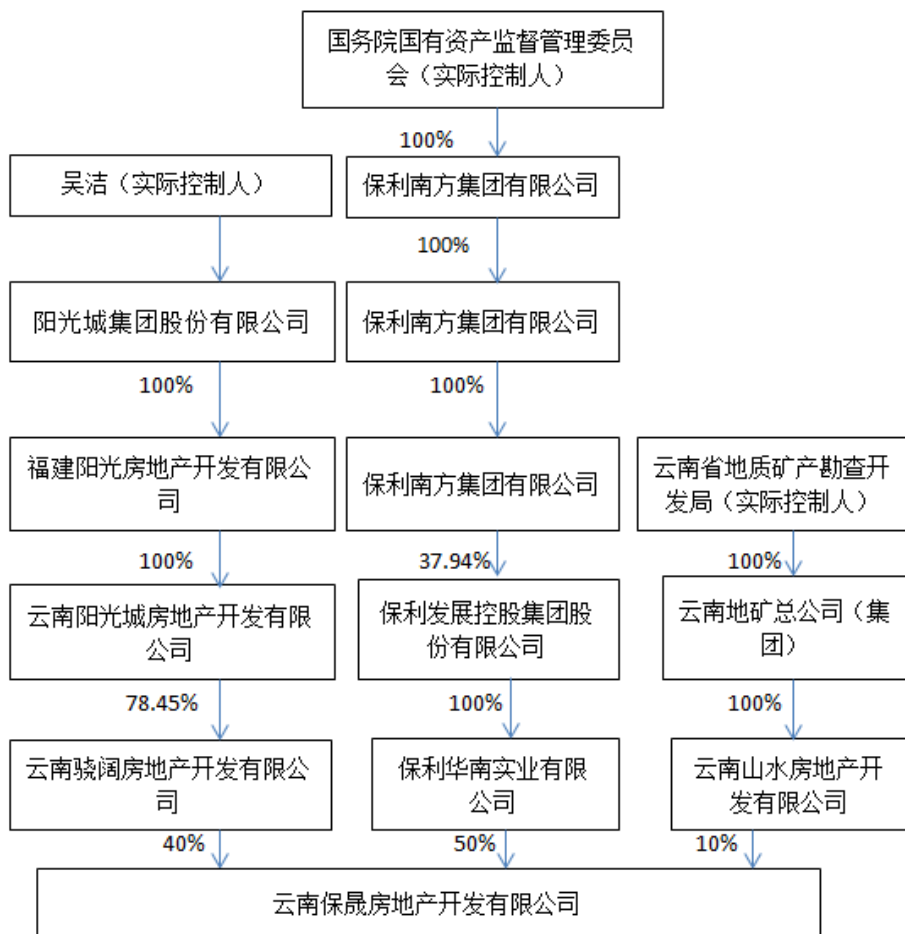 国务院国有资产监督管理委员
会（实际控制人）
100%
吴洁（实际控制人）
保利南方集团有限公司
100%
阳光城集团股份有限公司
保利南方集团有限公司
100%
100%
福建阳光房地产开发有限公
司
保利南方集团有限公司
云南省地质矿产勘查开
发局（实际控制人）
100%
37.94%
100%
云南阳光城房地产开发有限
公司
保利发展控股集团股
份有限公司
云南地矿总公司（集
团）
78.45%
100%
100%
云南骁阔房地产开发有限公
司
保利华南实业有限
公司
云南山水房地产开
发有限公司
40%
50%
10%
云南保晟房地产开发有限公司